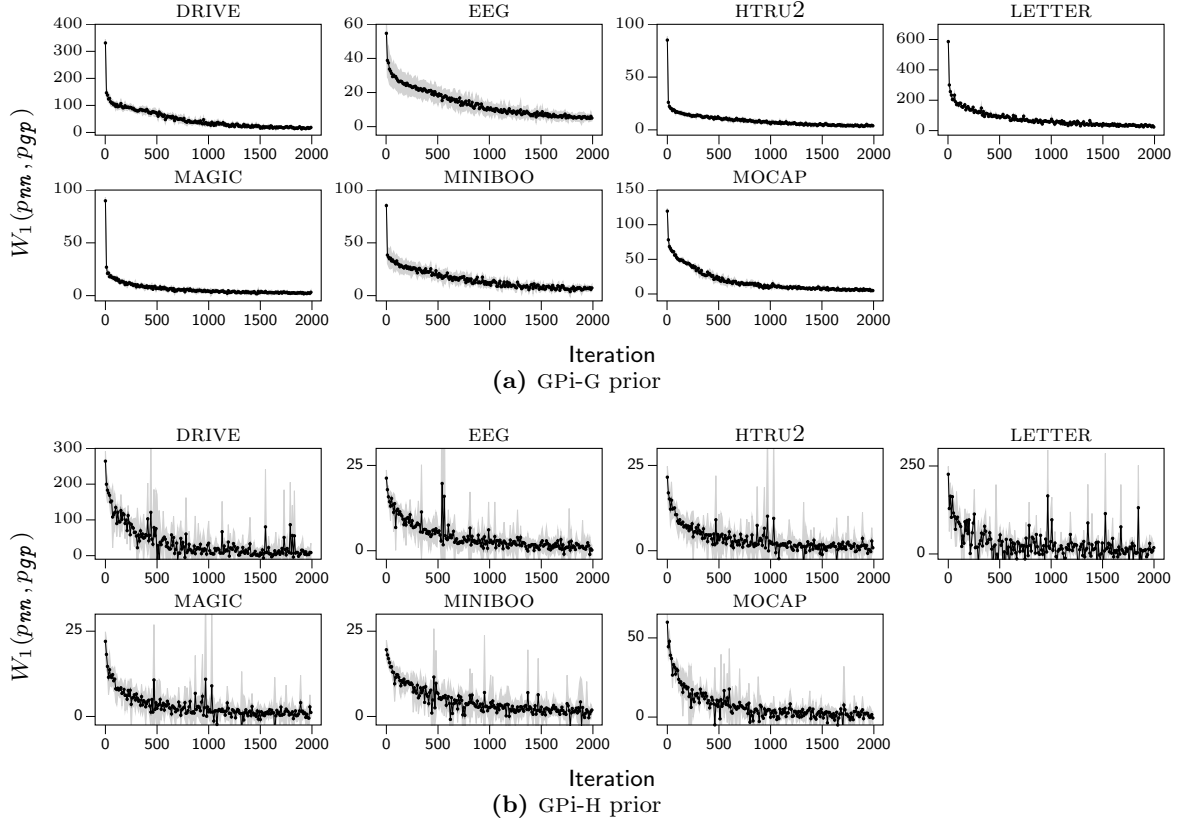 DRIVE EEG HTRU2 LETTER
400 60 100 600
300 40 400
200 50
100 20 200
0 0 0 0
0 500 1000 1500 2000 0 500 1000 1500 2000 0 500 1000 1500 2000 0 500 1000 1500 2000
W1(pnn, pgp)
MAGIC MINIBOO MOCAP
100 100 150
100
50 50 50
0 0 0
0 500 1000 1500 2000 0 500 1000 1500 2000 0 500 1000 1500 2000
Iteration
(a) GPi-G prior
DRIVE EEG HTRU2 LETTER
300 25 25 250
200
100
0 0 0 0
0 500 1000 1500 2000 0 500 1000 1500 2000 0 500 1000 1500 2000 0 500 1000 1500 2000
W1(pnn, pgp)
MAGIC MINIBOO MOCAP
25 25 50
0 0 0
0 500 1000 1500 2000 0 500 1000 1500 2000 0 500 1000 1500 2000
Iteration
(b) GPi-H prior